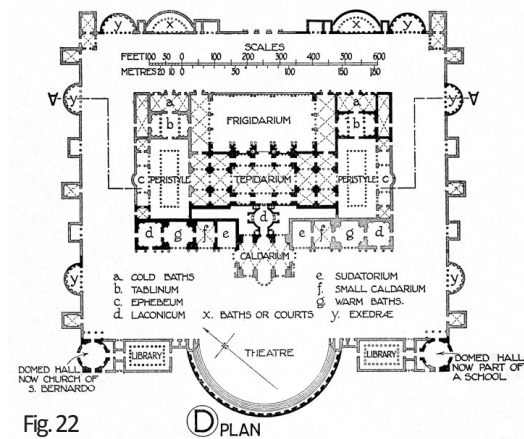 y x x y
SCALES
FEET 100 50 0 100 200 300 400 500 600
METRES 20 10 0 50 100 150 180
A y y A
a a
b FRIGIDARIUM b
c PERISTYLE TEPIDARIUM PERISTYLE c
d g f e d e f g d
CALDARIUM
a. COLD BATHS
b. TABLINUM
c. EPHEBEUM
d. LACONICUM
e. SUDATORIUM
f. SMALL CALDARIUM
g. WARM BATHS.
x. BATHS OR COURTS
y. EXEDRÆ
y y
LIBRARY THEATRE LIBRARY
DOMED HALL
NOW CHURCH OF
S. BERNARDO
DOMED HALL
NOW PART OF
A SCHOOL
Fig. 22
D PLAN